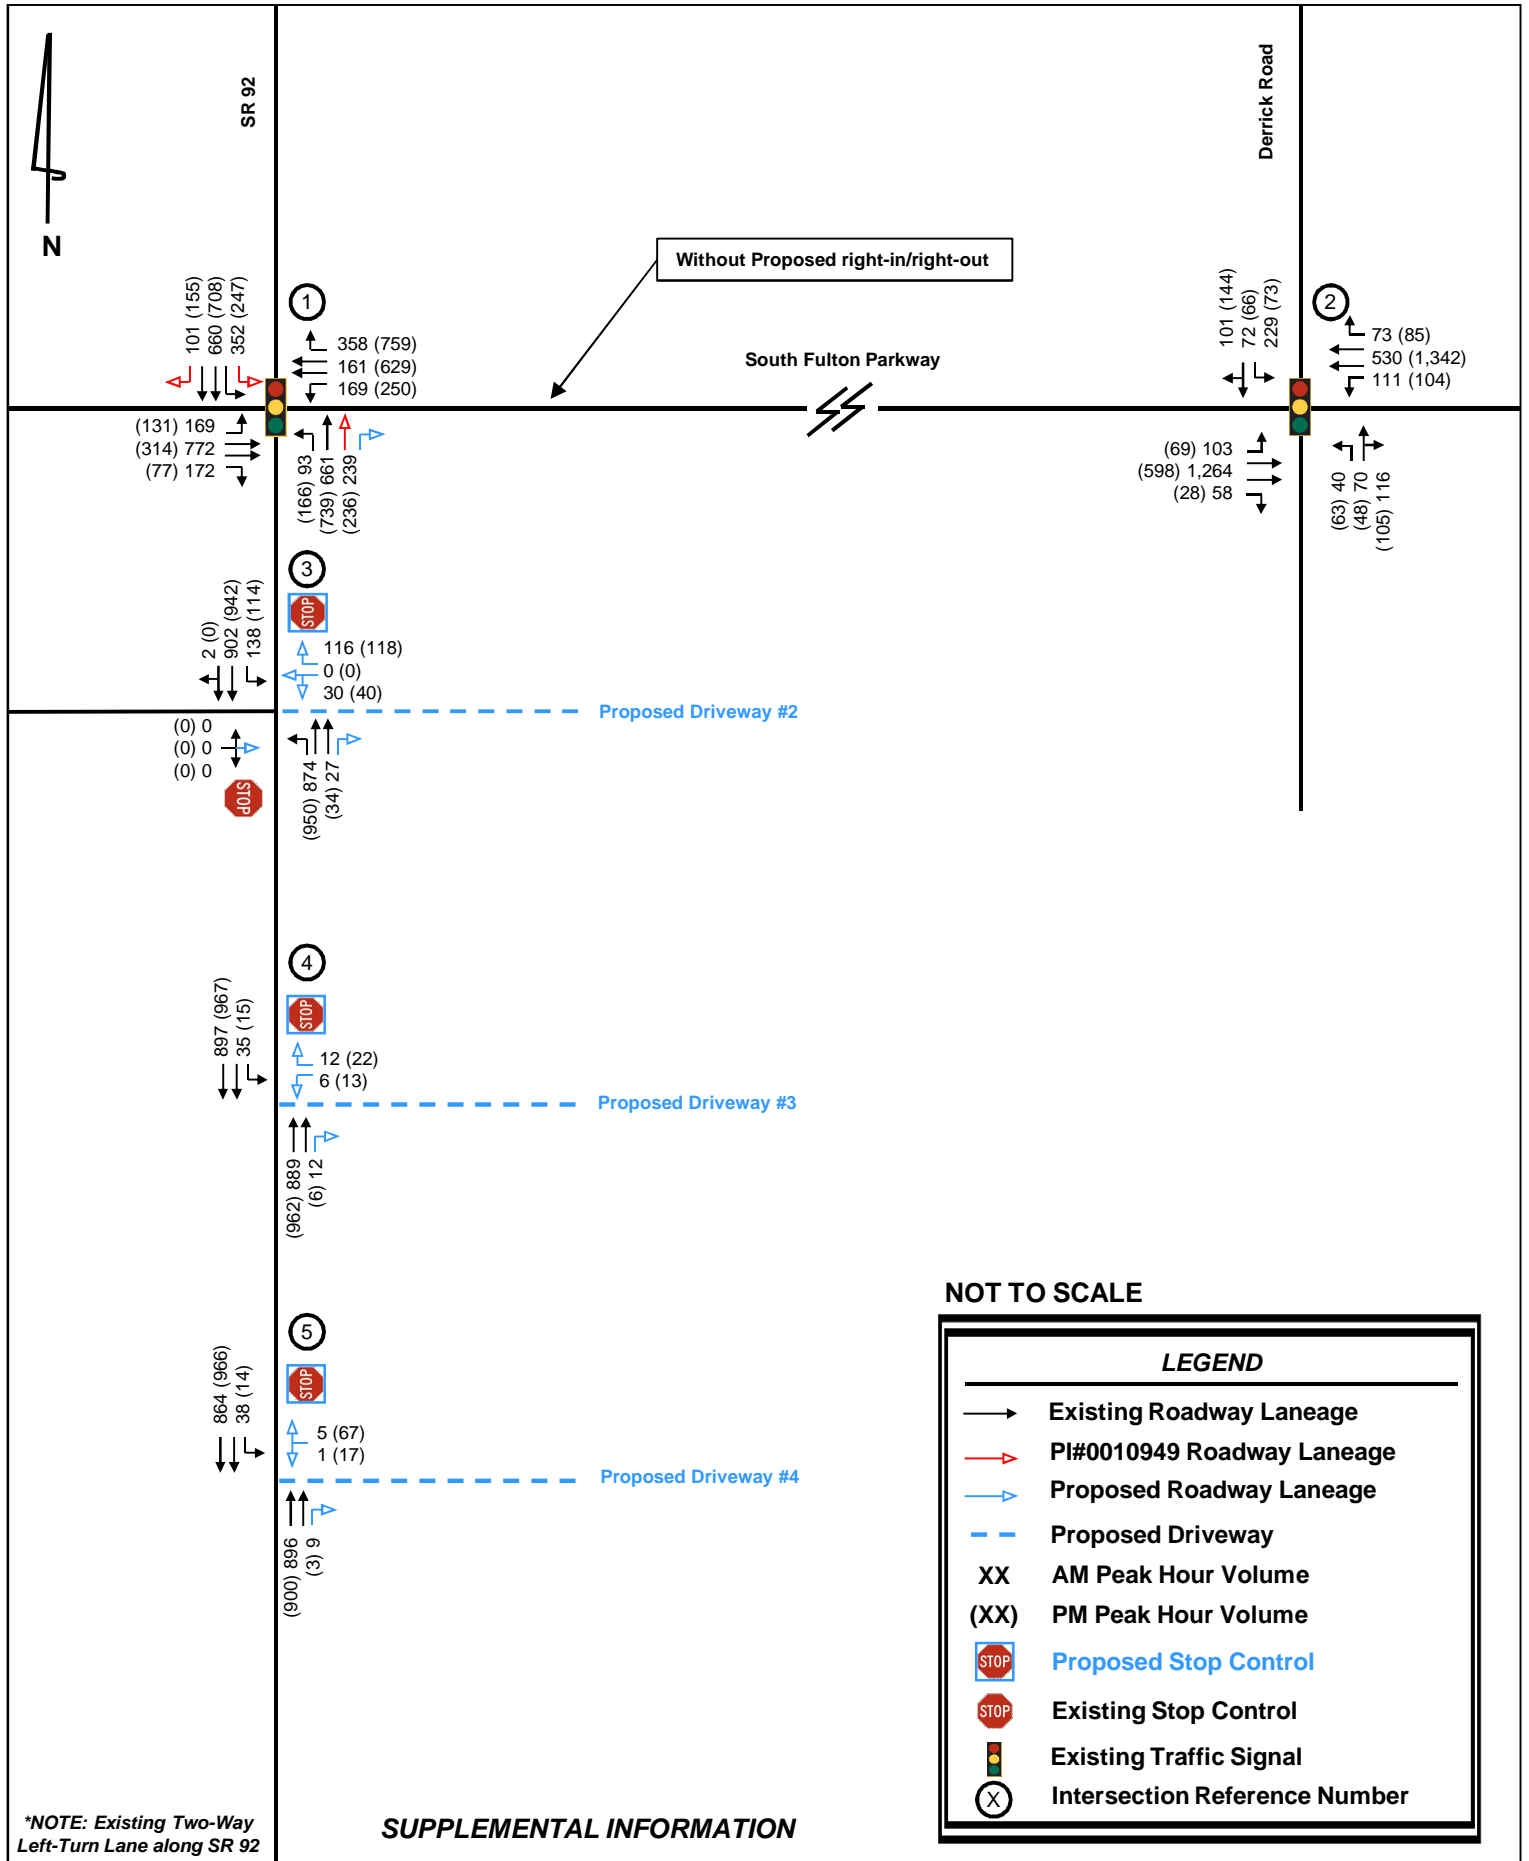 SR 92
Derrick Road
N
Without Proposed right-in/right-out
South Fulton Parkway
1
101 (155)
660 (708)
352 (247)
358 (759)
161 (629)
169 (250)
(131) 169
(314) 772
(77) 172
(166) 93
(739) 661
(236) 239
2
101 (144)
72 (66)
229 (73)
73 (85)
530 (1,342)
111 (104)
(69) 103
(598) 1,264
(28) 58
(63) 40
(48) 70
(105) 116
3
STOP
2 (0)
902 (942)
138 (114)
116 (118)
0 (0)
30 (40)
Proposed Driveway #2
(0) 0
(0) 0
(0) 0
STOP
(950) 874
(34) 27
4
STOP
897 (967)
35 (15)
12 (22)
6 (13)
Proposed Driveway #3
(962) 889
(6) 12
5
STOP
864 (966)
38 (14)
5 (67)
1 (17)
Proposed Driveway #4
(900) 896
(3) 9
NOT TO SCALE
LEGEND
Existing Roadway Laneage
PI#0010949 Roadway Laneage
Proposed Roadway Laneage
Proposed Driveway
XX AM Peak Hour Volume
(XX) PM Peak Hour Volume
STOP Proposed Stop Control
STOP Existing Stop Control
Existing Traffic Signal
X Intersection Reference Number
*NOTE: Existing Two-Way
Left-Turn Lane along SR 92
SUPPLEMENTAL INFORMATION